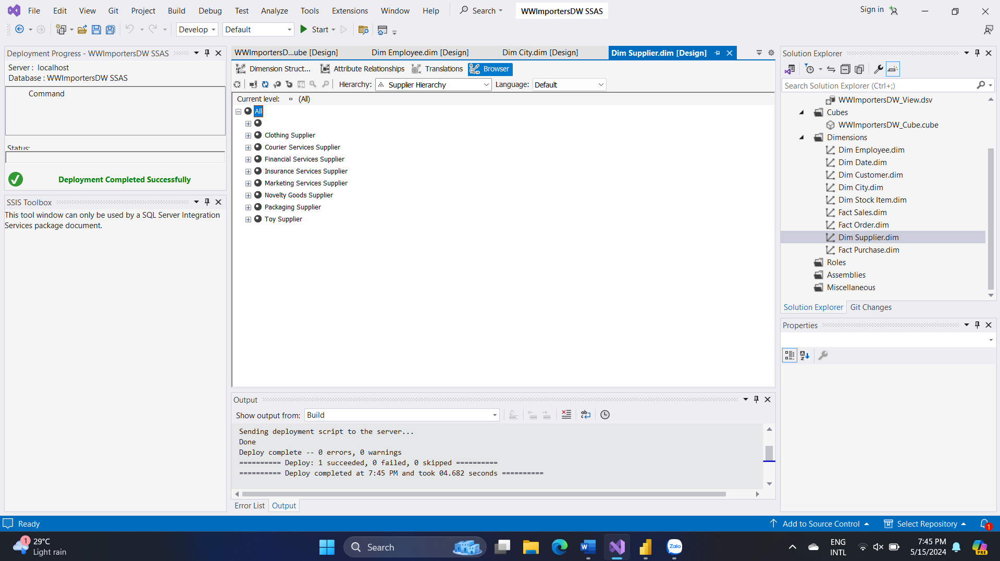 File Edit View Git Project Build Debug Test Analyze Tools Extensions Window Help Search WWImportersDW SSAS Sign in
Develop Default Start
Deployment Progress - WWImportersDW SSAS
Server : localhost
Database : WWImportersDW SSAS
Command
Status:
Deployment Completed Successfully
SSIS Toolbox
This tool window can only be used by a SQL Server Integration
Services package document.
WWImportersD...ube [Design] Dim Employee.dim [Design] Dim City.dim [Design] Dim Supplier.dim [Design]
Dimension Struct... Attribute Relationships Translations Browser
Hierarchy: Supplier Hierarchy Language: Default
Current level: (All)
All
Clothing Supplier
Courier Services Supplier
Financial Services Supplier
Insurance Services Supplier
Marketing Services Supplier
Novelty Goods Supplier
Packaging Supplier
Toy Supplier
Output
Show output from: Build
Sending deployment script to the server...
Done
Deploy complete -- 0 errors, 0 warnings
========== Deploy: 1 succeeded, 0 failed, 0 skipped ==========
========== Deploy completed at 7:45 PM and took 04.682 seconds ==========
Error List Output
Solution Explorer
Search Solution Explorer (Ctrl+;)
WWImportersDW_View.dsv
Cubes
WWImportersDW_Cube.cube
Dimensions
Dim Employee.dim
Dim Date.dim
Dim Customer.dim
Dim City.dim
Dim Stock Item.dim
Fact Sales.dim
Fact Order.dim
Dim Supplier.dim
Fact Purchase.dim
Roles
Assemblies
Miscellaneous
Solution Explorer Git Changes
Properties
Ready Add to Source Control Select Repository 1
1 29°C
Light rain
Search
Zalo
ENG
INTL
7:45 PM
5/15/2024
PRE